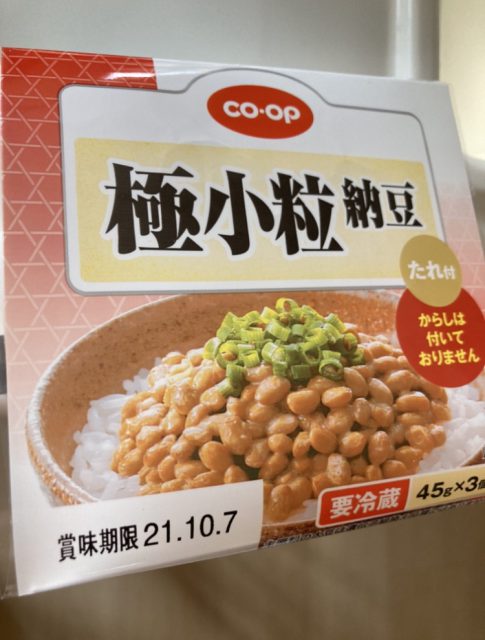 CO·OP
極小粒納豆
たれ付
からしは
付いて
おりません
要冷蔵 45g×3個
賞味期限 21.10.7